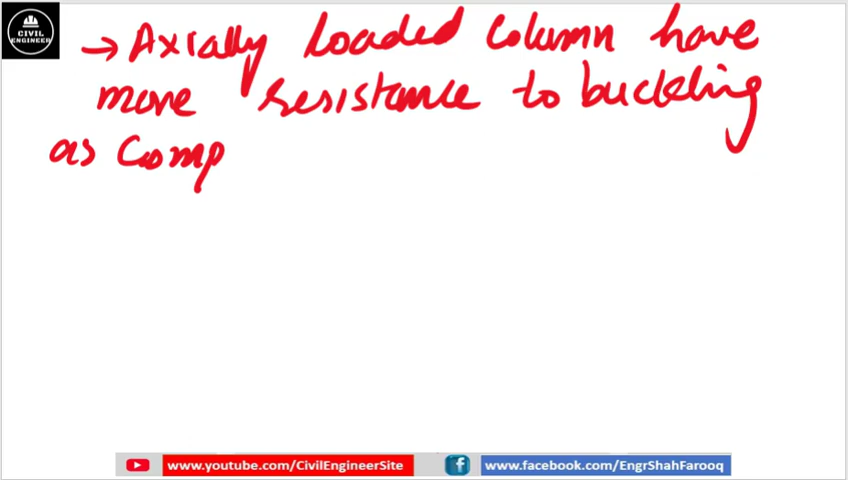 CIVIL
ENGINEER
→ Axially loaded column have
more resistance to buckling
as comp
www.youtube.com/CivilEngineerSite
www.facebook.com/EngrShahFarooq